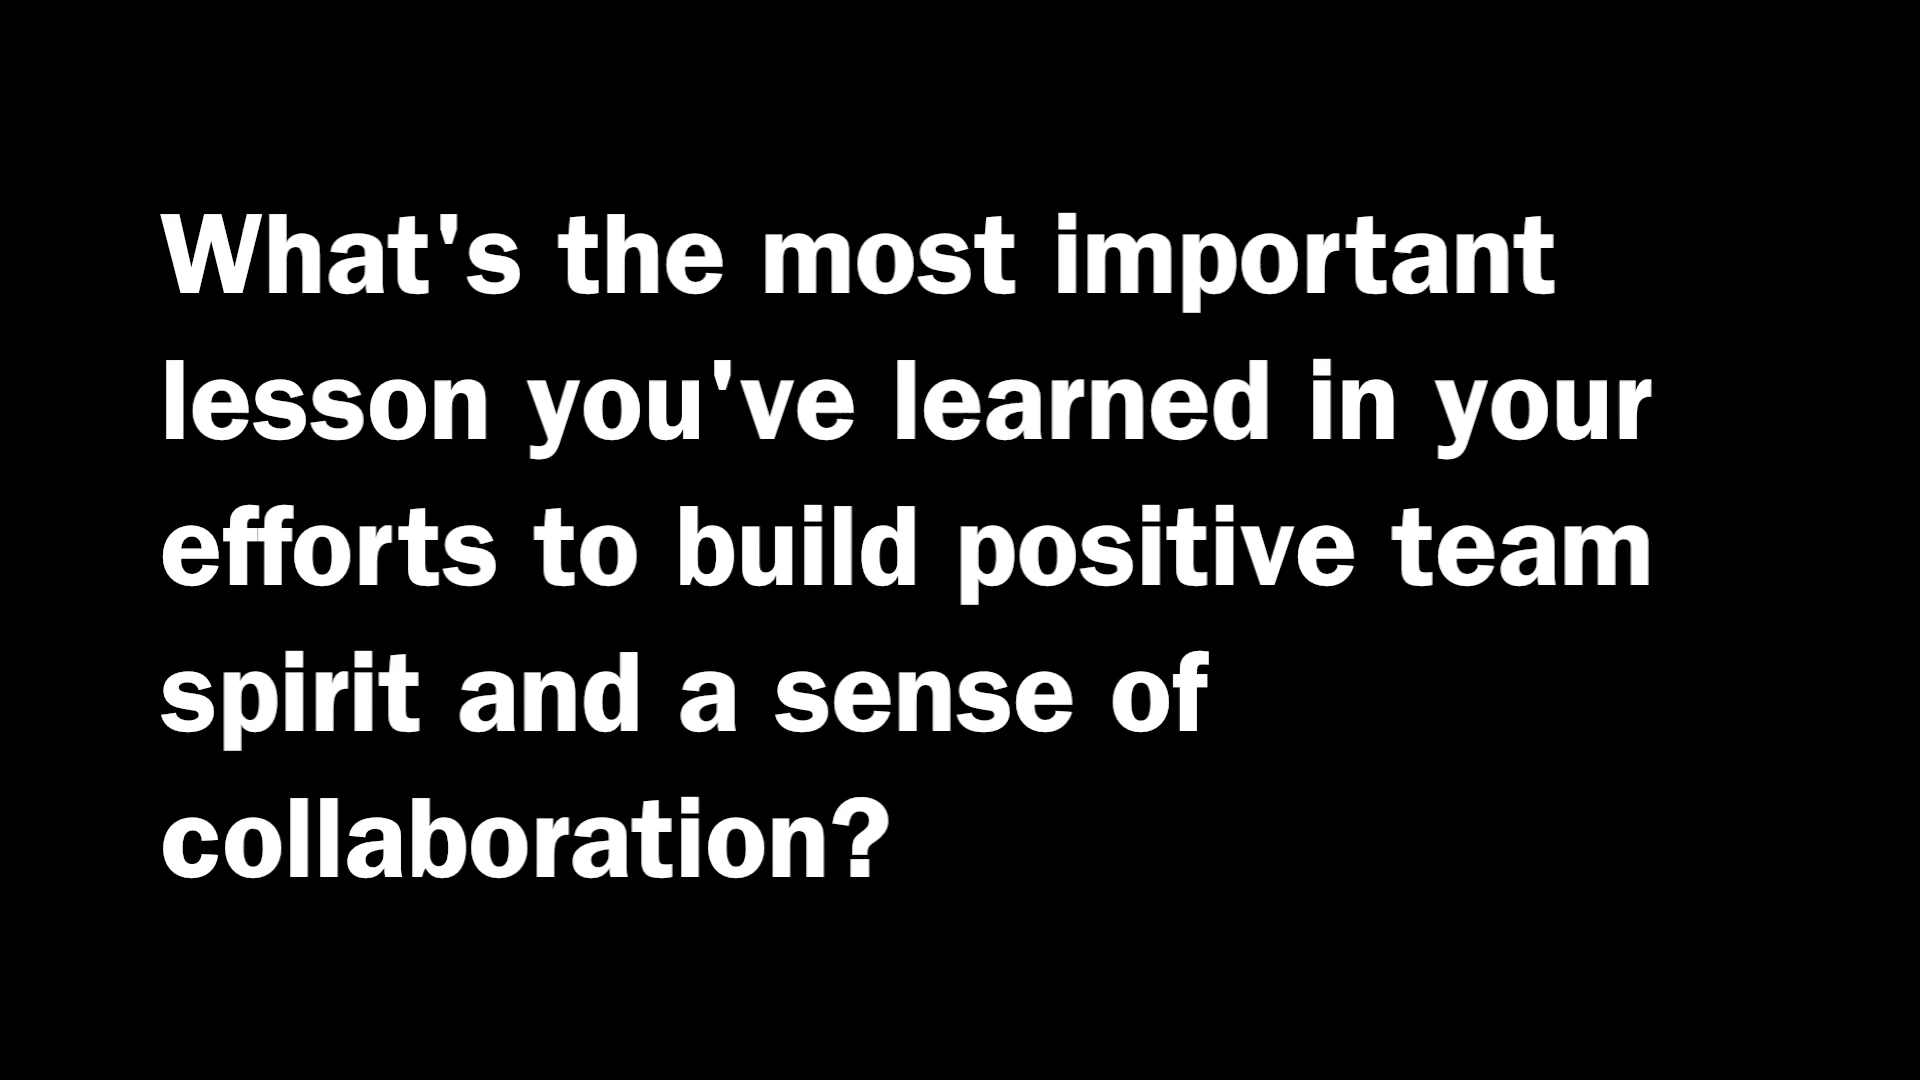 What's the most important
lesson you've learned in your
efforts to build positive team
spirit and a sense of
collaboration?